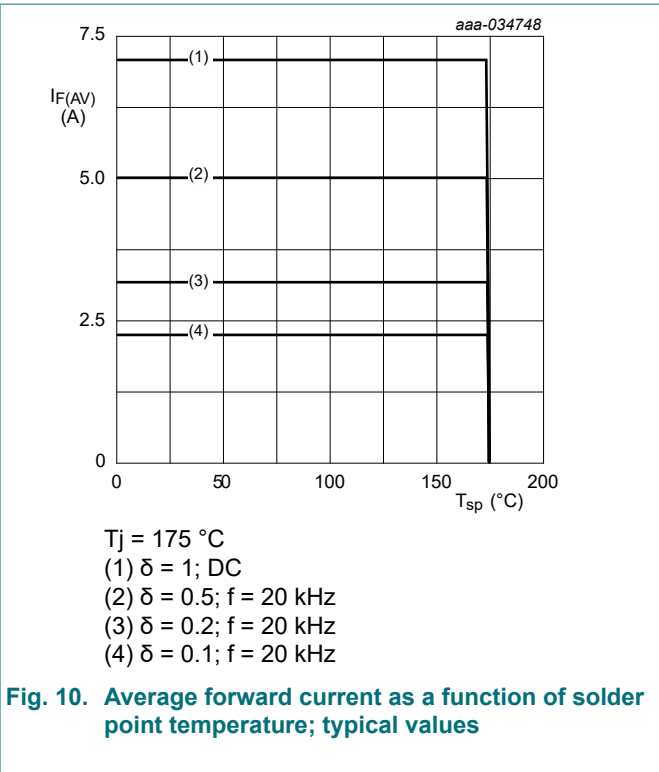 aaa-034748
7.5
IF(AV)
(A)
5.0
2.5
0
(1)
(2)
(3)
(4)
0 50 100 150 200
Tsp (°C)
Tj = 175 °C
(1) δ = 1; DC
(2) δ = 0.5; f = 20 kHz
(3) δ = 0.2; f = 20 kHz
(4) δ = 0.1; f = 20 kHz
Fig. 10. Average forward current as a function of solder
point temperature; typical values